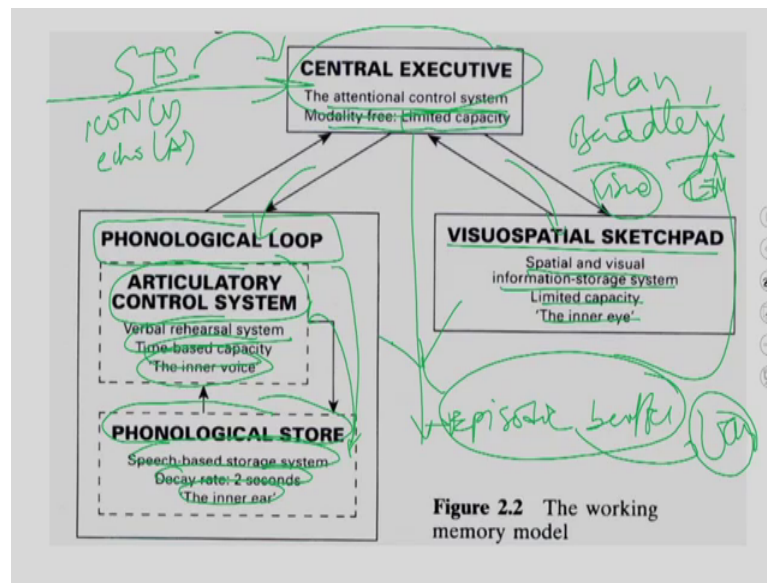 STS
ICON (V)
echo (A)
CENTRAL EXECUTIVE
The attentional control system
Modality-free: Limited capacity
Alan
Baddley's
PHONOLOGICAL LOOP
ARTICULATORY
CONTROL SYSTEM
Verbal rehearsal system
Time based capacity
'The inner voice'
PHONOLOGICAL STORE
Speech-based storage system
Decay rate: 2 seconds
'The inner ear'
VISUOSPATIAL SKETCHPAD
Spatial and visual
information-storage system
Limited capacity
'The inner eye'
Episodic buffer
Figure 2.2 The working
memory model